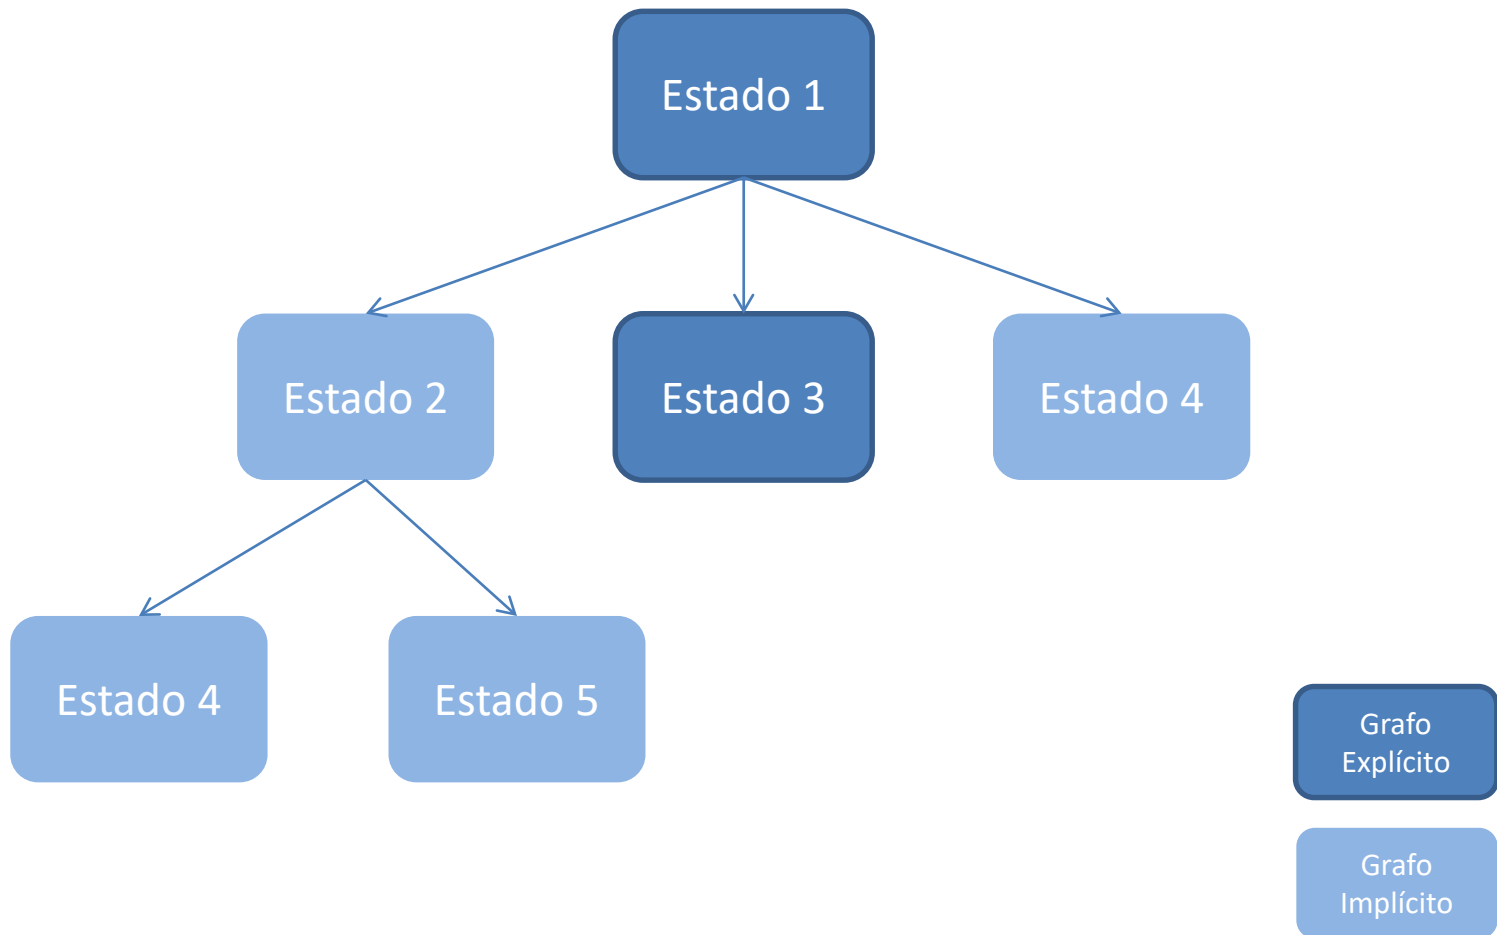 Estado 1
Estado 2
Estado 3
Estado 4
Estado 4
Estado 5
Grafo
Explícito
Grafo
Implícito